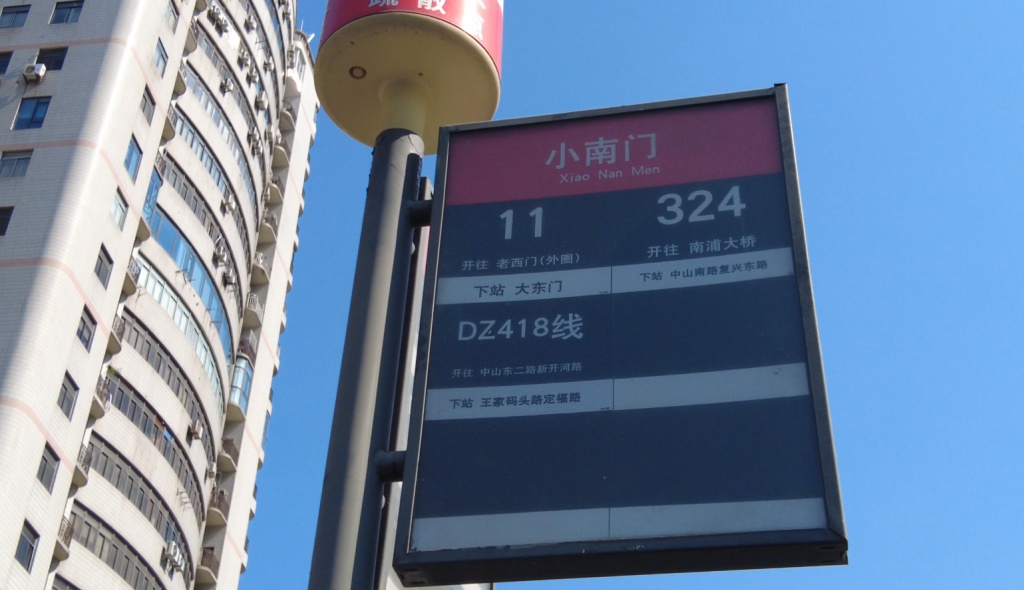 疏散
小南门
Xiao Nan Men
11
开往 老西门(外圈)
下站 大东门
324
开往 南浦大桥
下站 中山南路复兴东路
DZ418线
开往 中山东二路新开河路
下站 王家码头路定福路